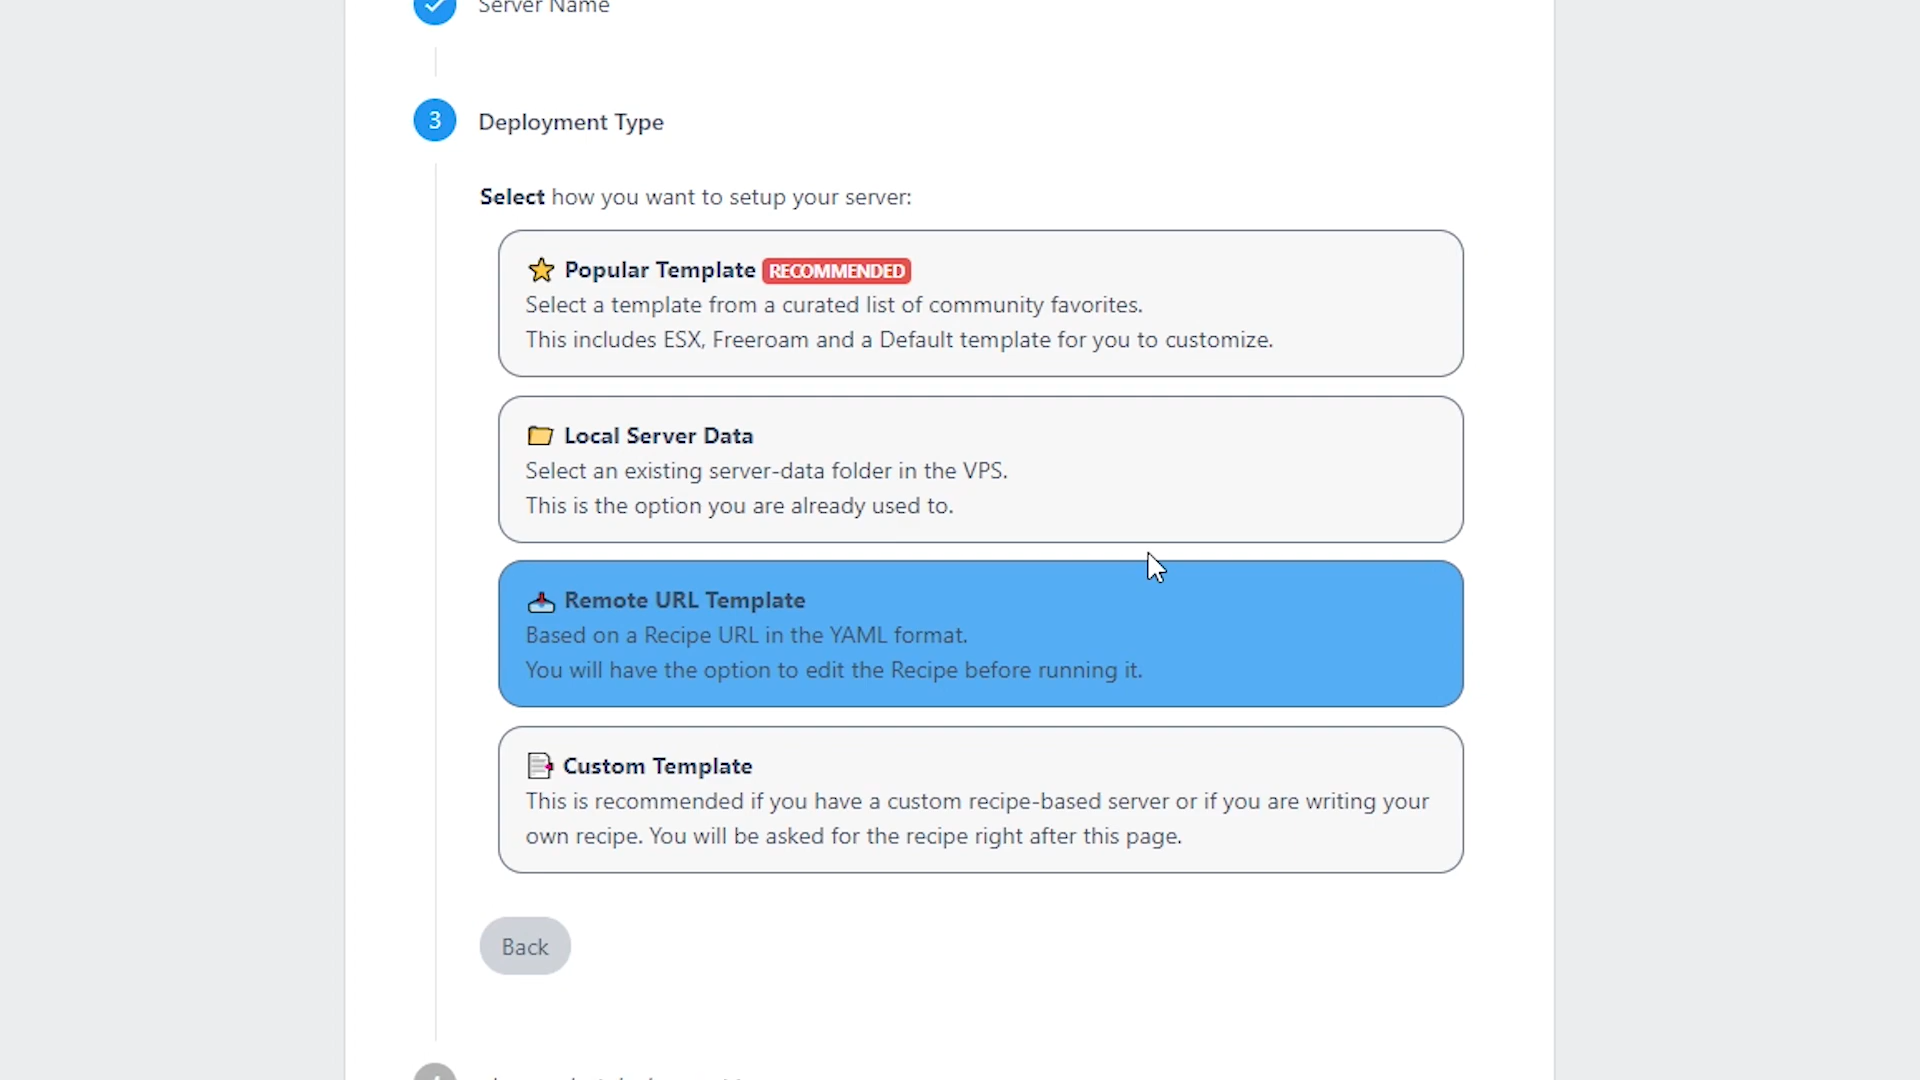 Server Name
3 Deployment Type
Select how you want to setup your server:
Popular Template RECOMMENDED
Select a template from a curated list of community favorites.
This includes ESX, Freeroam and a Default template for you to customize.
Local Server Data
Select an existing server-data folder in the VPS.
This is the option you are already used to.
Remote URL Template
Based on a Recipe URL in the YAML format.
You will have the option to edit the Recipe before running it.
Custom Template
This is recommended if you have a custom recipe-based server or if you are writing your
own recipe. You will be asked for the recipe right after this page.
Back